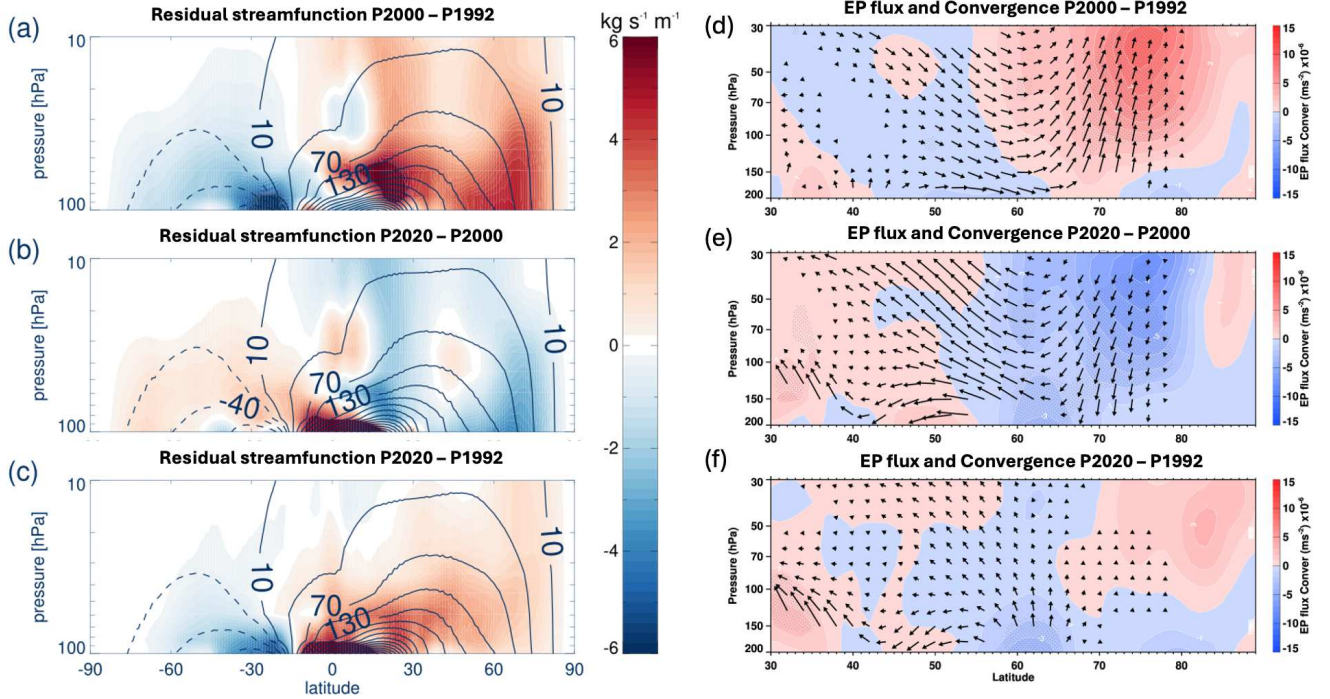 Residual streamfunction P2000 – P1992
(a)
pressure [hPa]
10
100
10
70
130
10
kg s⁻¹ m⁻¹
6
4
2
0
-2
-4
-6
Residual streamfunction P2020 – P2000
(b)
pressure [hPa]
10
100
10
-40
70
130
10
Residual streamfunction P2020 – P1992
(c)
pressure [hPa]
10
100
10
70
130
10
-90 -60 -30 0 30 60 90
latitude
EP flux and Convergence P2000 – P1992
(d)
Pressure (hPa)
30
50
70
100
150
200
30 40 50 60 70 80
15
10
5
0
-5
-10
-15
EP flux Conver (ms⁻²) x10⁻⁶
EP flux and Convergence P2020 – P2000
(e)
Pressure (hPa)
30
50
70
100
150
200
30 40 50 60 70 80
15
10
5
0
-5
-10
-15
EP flux Conver (ms⁻²) x10⁻⁶
EP flux and Convergence P2020 – P1992
(f)
Pressure (hPa)
30
50
70
100
150
200
30 40 50 60 70 80
Latitude
15
10
5
0
-5
-10
-15
EP flux Conver (ms⁻²) x10⁻⁶